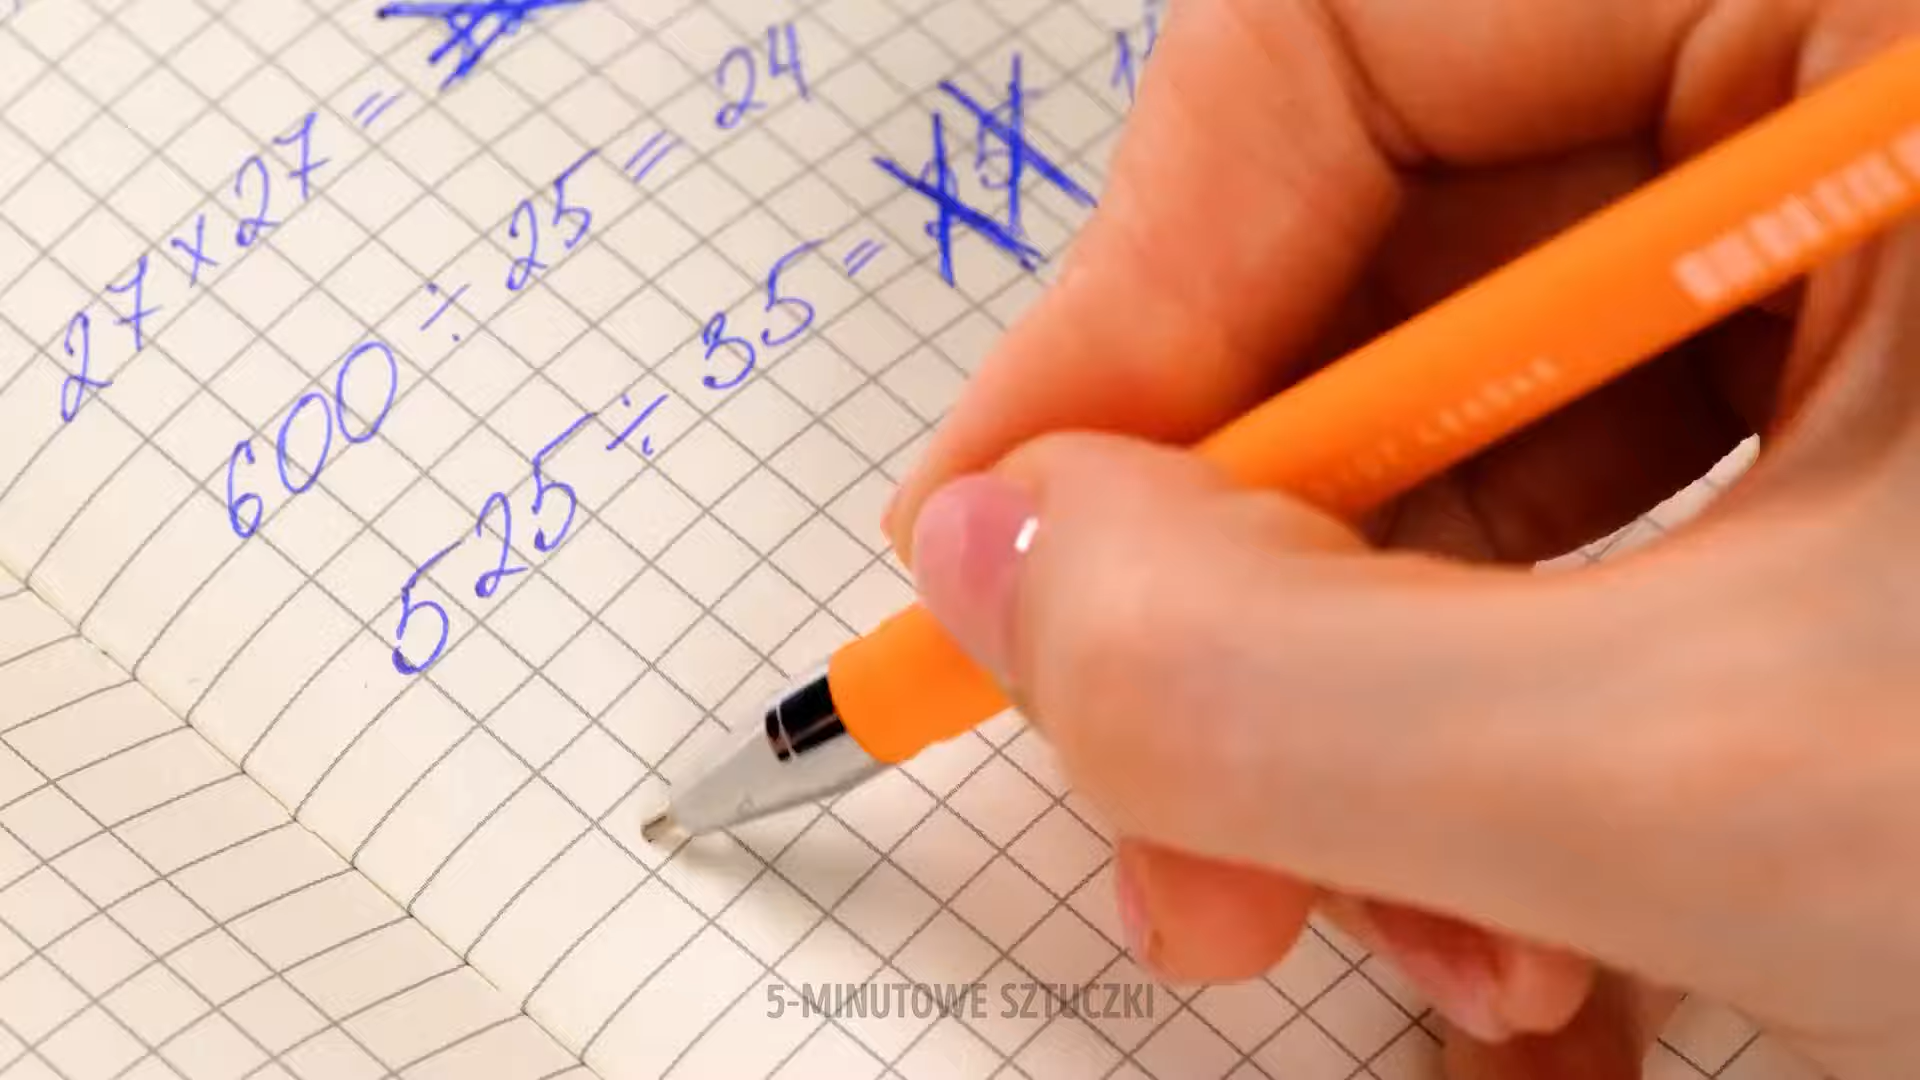 27 × 27 =
600 ÷ 25 = 24
525 ÷ 35 =
5-MINUTOWE SZTUCZKI